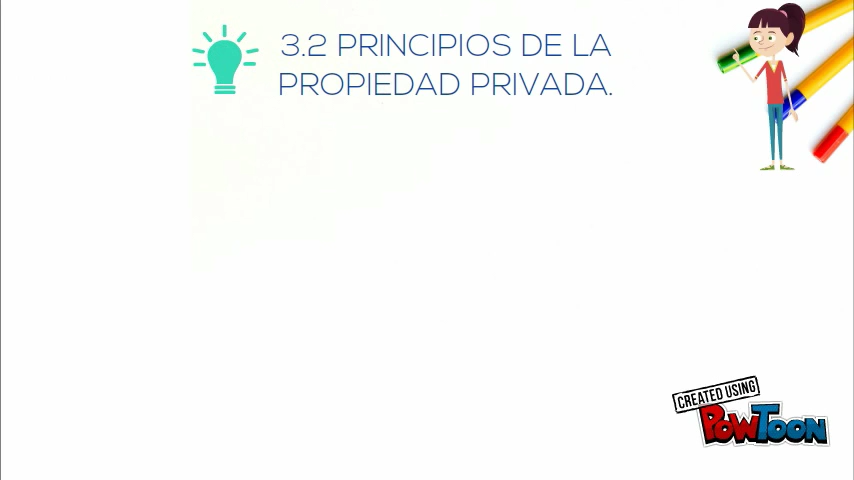 3.2 PRINCIPIOS DE LA
PROPIEDAD PRIVADA.
CREATED USING
POWTOON